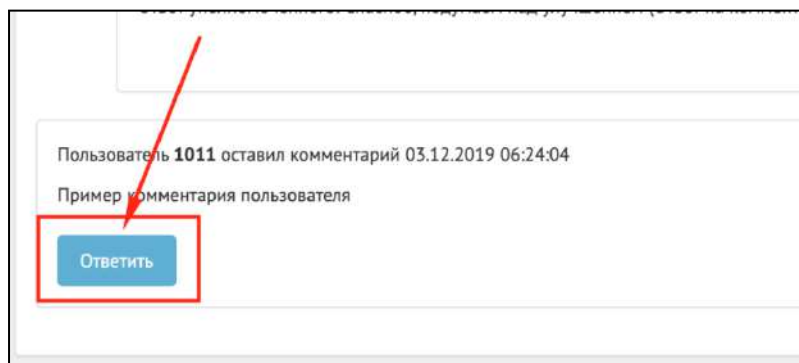 Пользователь 1011 оставил комментарий 03.12.2019 06:24:04
Пример комментария пользователя
Ответить